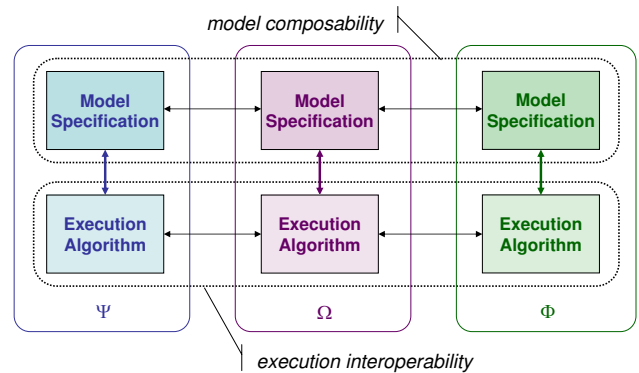 model composability
Model
Specification
Model
Specification
Model
Specification
Execution
Algorithm
Execution
Algorithm
Execution
Algorithm
Ψ
Ω
Φ
execution interoperability